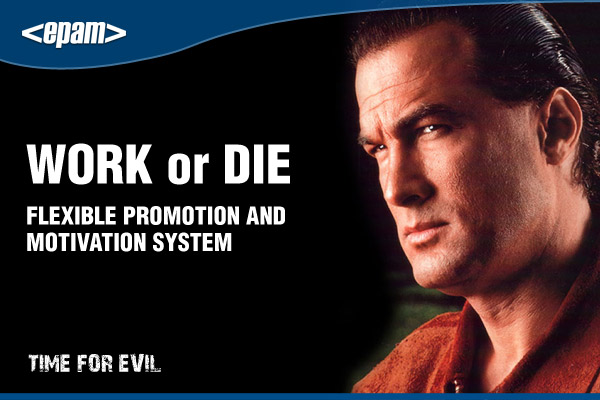 <epam>
WORK or DIE
FLEXIBLE PROMOTION AND
MOTIVATION SYSTEM
TIME FOR EVIL